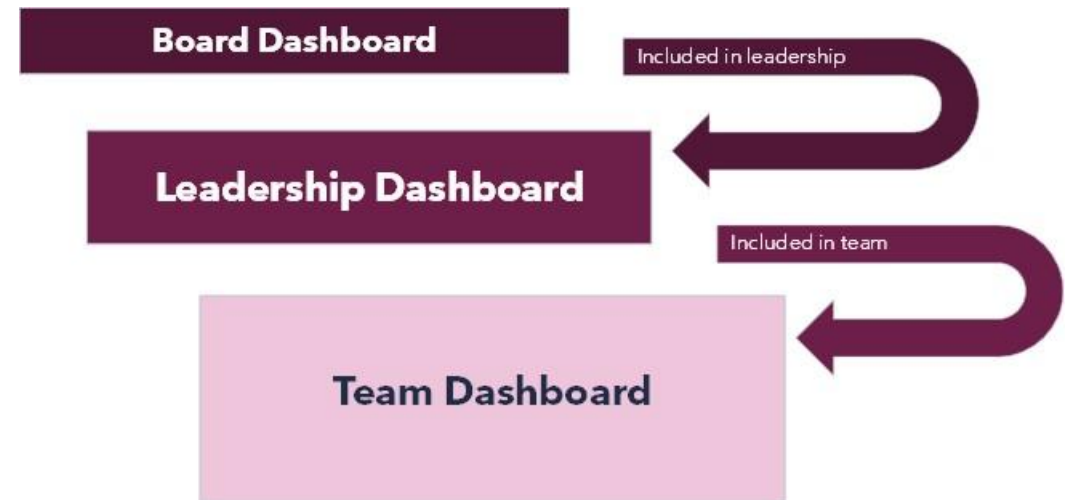 Board Dashboard
Included in leadership
Leadership Dashboard
Included in team
Team Dashboard